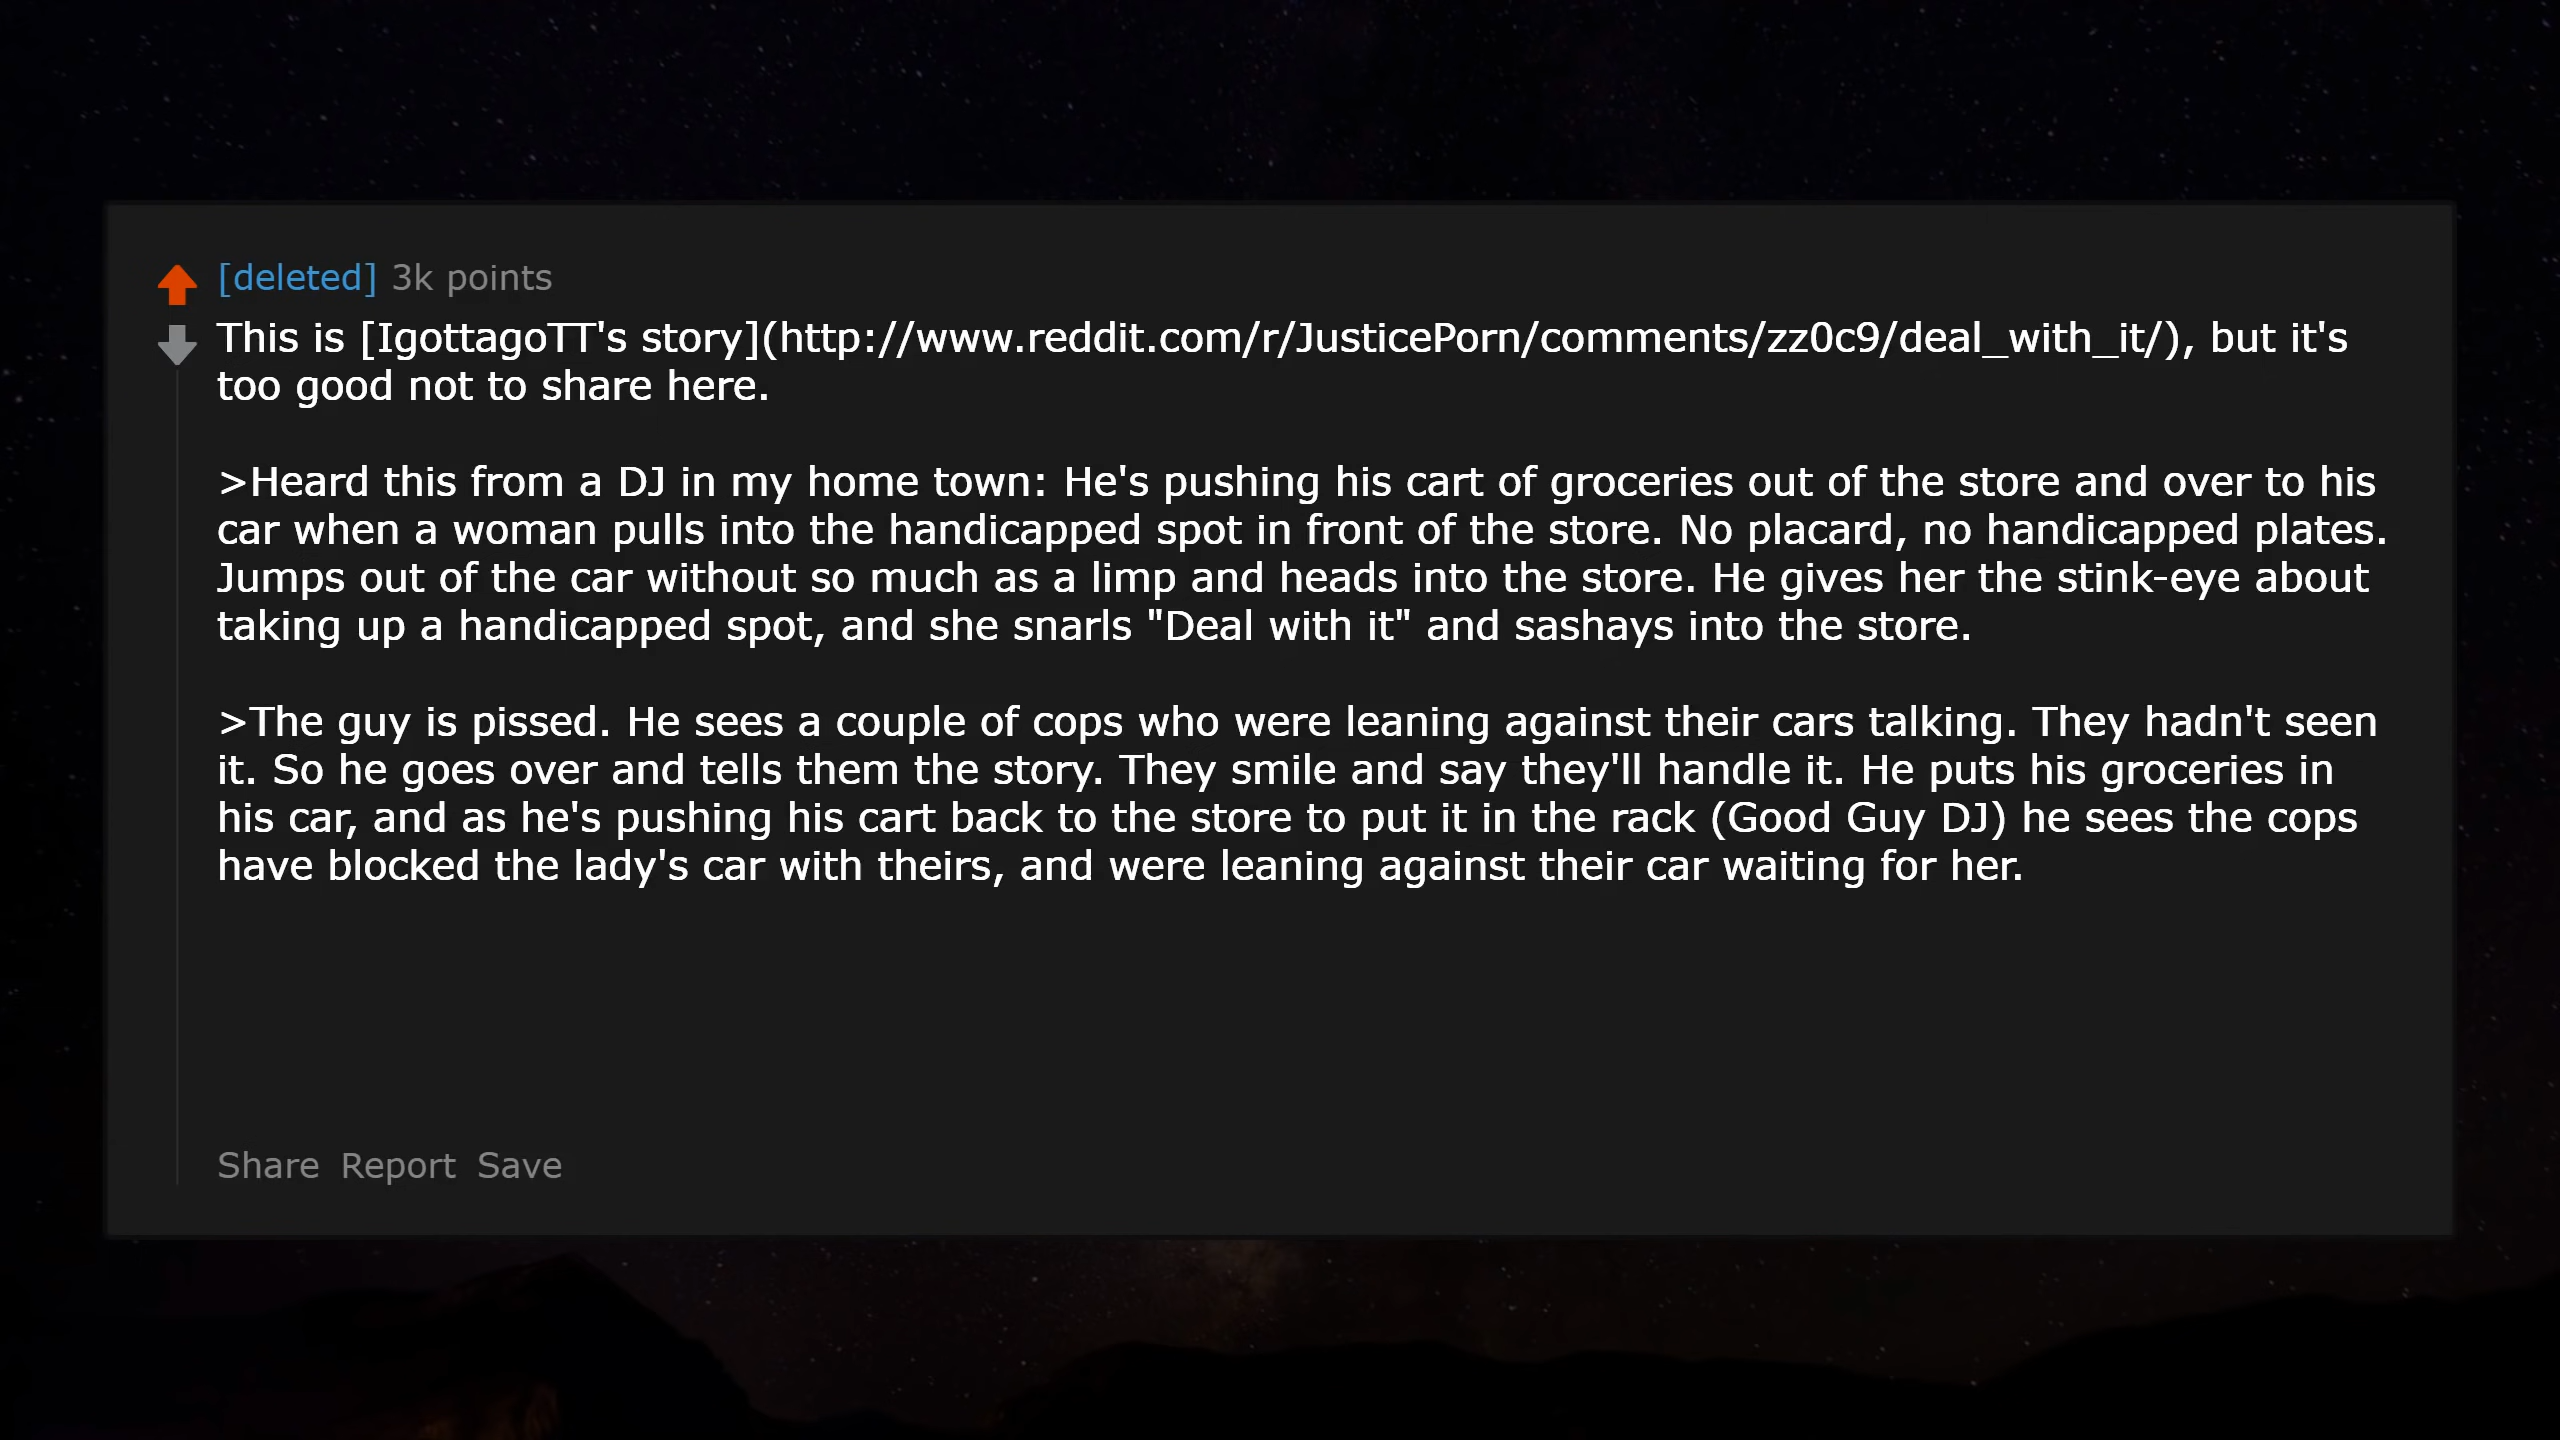 [deleted] 3k points
This is [IgottagoTT's story](http://www.reddit.com/r/JusticePorn/comments/zz0c9/deal_with_it/), but it's
too good not to share here.
>Heard this from a DJ in my home town: He's pushing his cart of groceries out of the store and over to his
car when a woman pulls into the handicapped spot in front of the store. No placard, no handicapped plates.
Jumps out of the car without so much as a limp and heads into the store. He gives her the stink-eye about
taking up a handicapped spot, and she snarls "Deal with it" and sashays into the store.
>The guy is pissed. He sees a couple of cops who were leaning against their cars talking. They hadn't seen
it. So he goes over and tells them the story. They smile and say they'll handle it. He puts his groceries in
his car, and as he's pushing his cart back to the store to put it in the rack (Good Guy DJ) he sees the cops
have blocked the lady's car with theirs, and were leaning against their car waiting for her.
Share Report Save